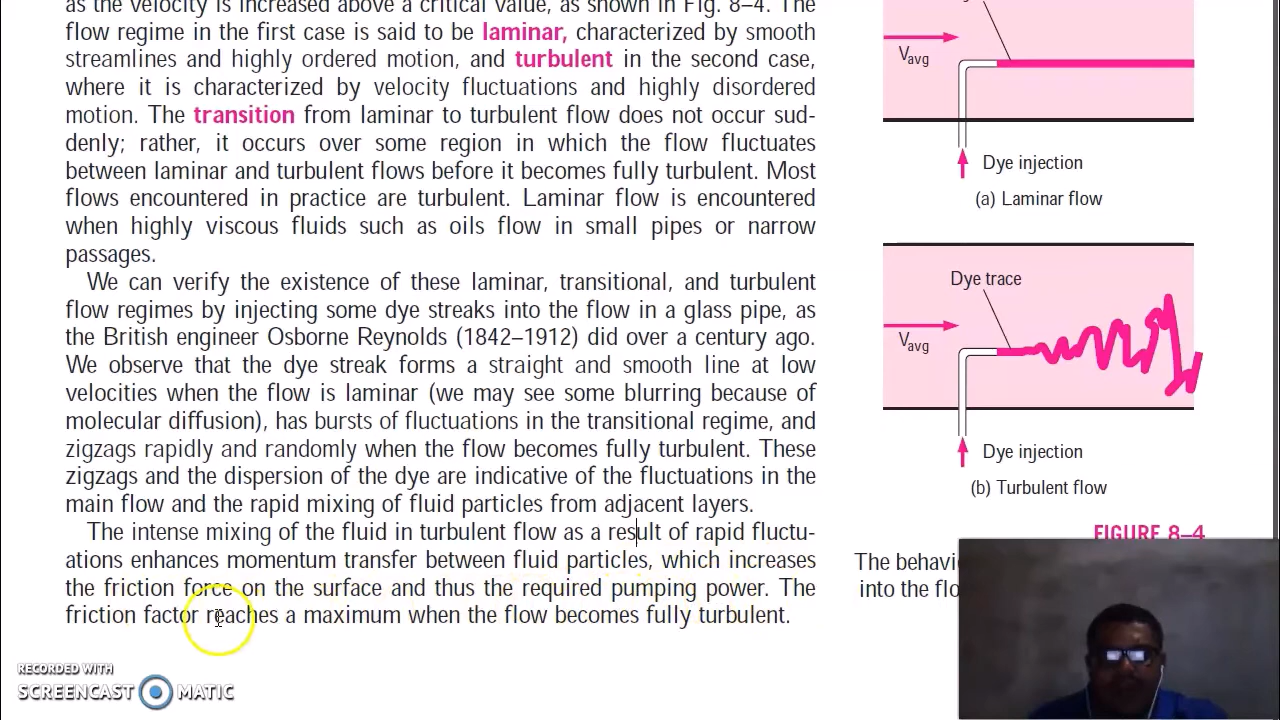 as the velocity is increased above a critical value, as shown in Fig. 8–4. The
flow regime in the first case is said to be laminar, characterized by smooth
streamlines and highly ordered motion, and turbulent in the second case,
where it is characterized by velocity fluctuations and highly disordered
motion. The transition from laminar to turbulent flow does not occur sud-
denly; rather, it occurs over some region in which the flow fluctuates
between laminar and turbulent flows before it becomes fully turbulent. Most
flows encountered in practice are turbulent. Laminar flow is encountered
when highly viscous fluids such as oils flow in small pipes or narrow
passages.
We can verify the existence of these laminar, transitional, and turbulent
flow regimes by injecting some dye streaks into the flow in a glass pipe, as
the British engineer Osborne Reynolds (1842–1912) did over a century ago.
We observe that the dye streak forms a straight and smooth line at low
velocities when the flow is laminar (we may see some blurring because of
molecular diffusion), has bursts of fluctuations in the transitional regime, and
zigzags rapidly and randomly when the flow becomes fully turbulent. These
zigzags and the dispersion of the dye are indicative of the fluctuations in the
main flow and the rapid mixing of fluid particles from adjacent layers.
The intense mixing of the fluid in turbulent flow as a result of rapid fluctu-
ations enhances momentum transfer between fluid particles, which increases
the friction force on the surface and thus the required pumping power. The
friction factor reaches a maximum when the flow becomes fully turbulent.
Vavg
Dye injection
(a) Laminar flow
Dye trace
Vavg
Dye injection
(b) Turbulent flow
FIGURE 8–4
The behavi
into the flo
RECORDED WITH
SCREENCAST MATIC